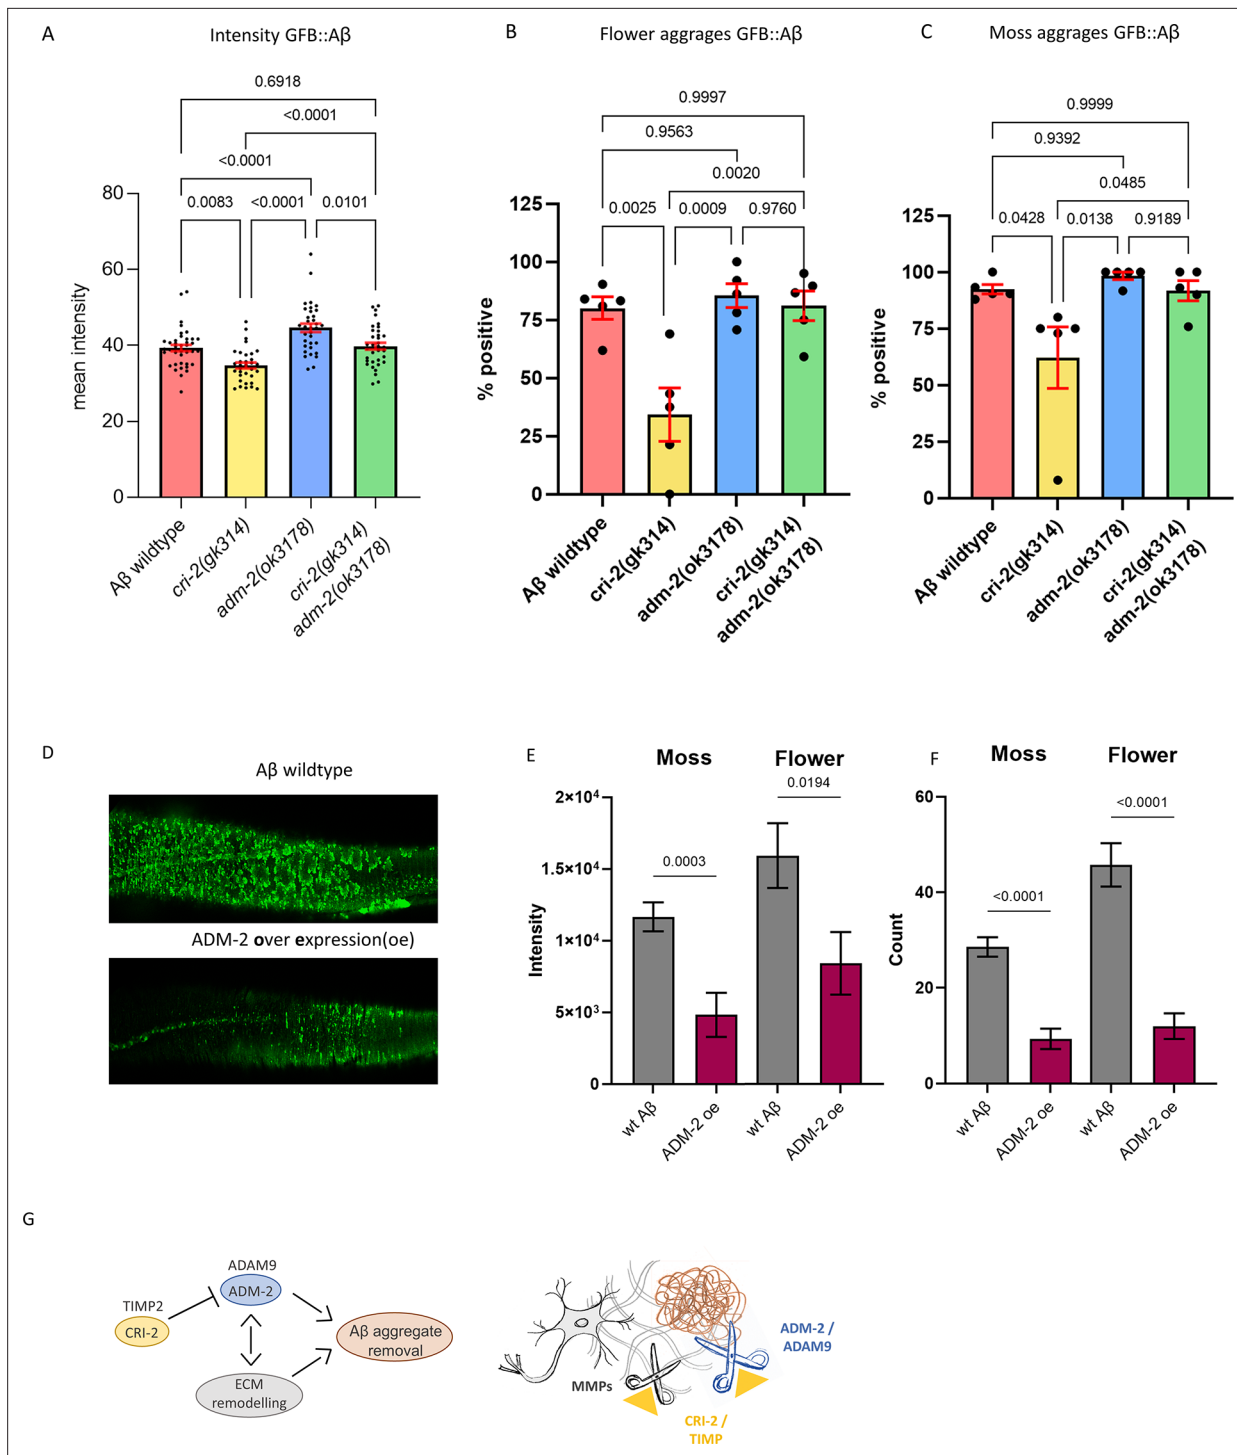 A
Intensity GFB::Aβ
0.6918
<0.0001
<0.0001
0.0083
<0.0001
0.0101
80
60
40
20
0
mean intensity
Aβ wildtype
cri-2(gk314)
adm-2(ok3178)
cri-2(gk314)
adm-2(ok3178)
B
Flower aggrages GFB::Aβ
0.9997
0.9563
0.0020
0.0025
0.0009
0.9760
125
100
75
50
25
0
% positive
Aβ wildtype
cri-2(gk314)
adm-2(ok3178)
cri-2(gk314)
adm-2(ok3178)
C
Moss aggrages GFB::Aβ
0.9999
0.9392
0.0485
0.0428
0.0138
0.9189
125
100
75
50
25
0
% positive
Aβ wildtype
cri-2(gk314)
adm-2(ok3178)
cri-2(gk314)
adm-2(ok3178)
D
Aβ wildtype
ADM-2 over expression(oe)
E
Moss
Flower
0.0194
0.0003
2×10⁴
1.5×10⁴
1×10⁴
5×10³
0
Intensity
wt Aβ
ADM-2 oe
wt Aβ
ADM-2 oe
F
Moss
Flower
<0.0001
<0.0001
60
40
20
0
Count
wt Aβ
ADM-2 oe
wt Aβ
ADM-2 oe
G
ADAM9
ADM-2
TIMP2
CRI-2
Aβ aggregate
removal
ECM
remodelling
ADM-2 /
ADAM9
MMPs
CRI-2 /
TIMP